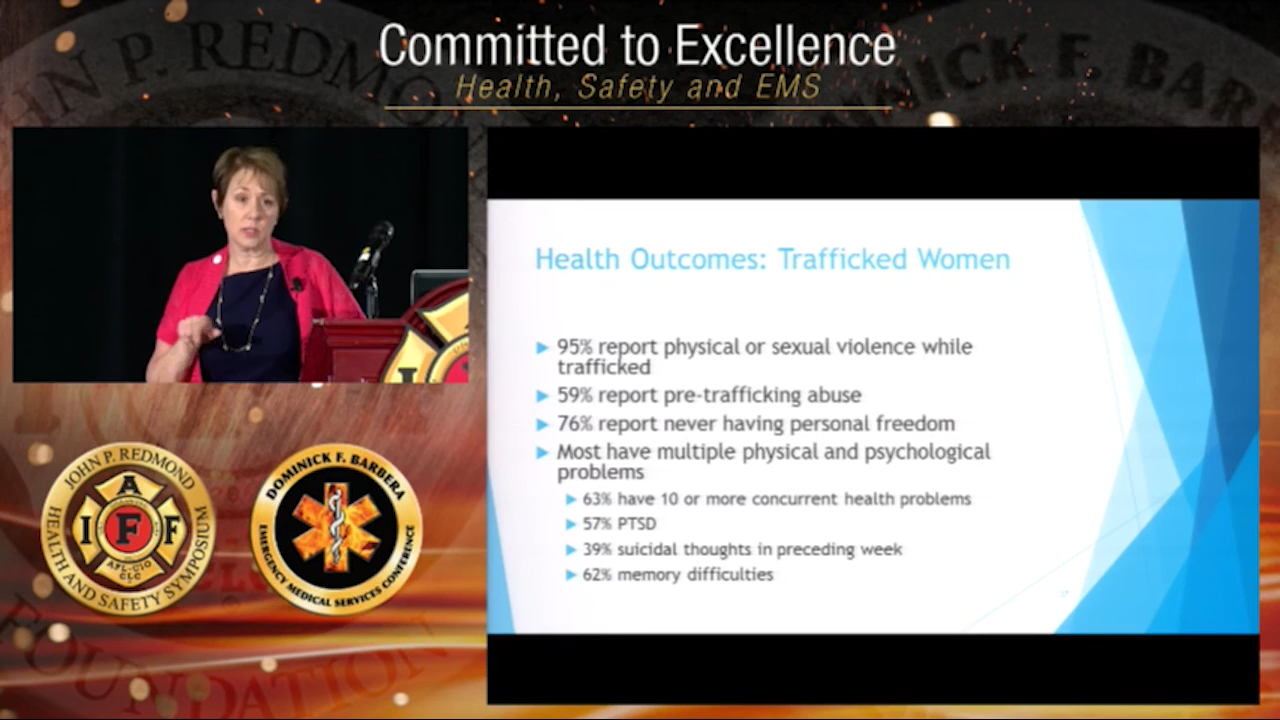 Committed to Excellence
Health, Safety and EMS
JOHN P. REDMOND
HEALTH AND SAFETY SYMPOSIUM
I A F F
AFL-CIO
CLC
DOMINICK F. BARBERA
EMERGENCY MEDICAL SERVICES CONFERENCE
Health Outcomes: Trafficked Women
95% report physical or sexual violence while
trafficked
59% report pre-trafficking abuse
76% report never having personal freedom
Most have multiple physical and psychological
problems
63% have 10 or more concurrent health problems
57% PTSD
39% suicidal thoughts in preceding week
62% memory difficulties
FOUNDATION